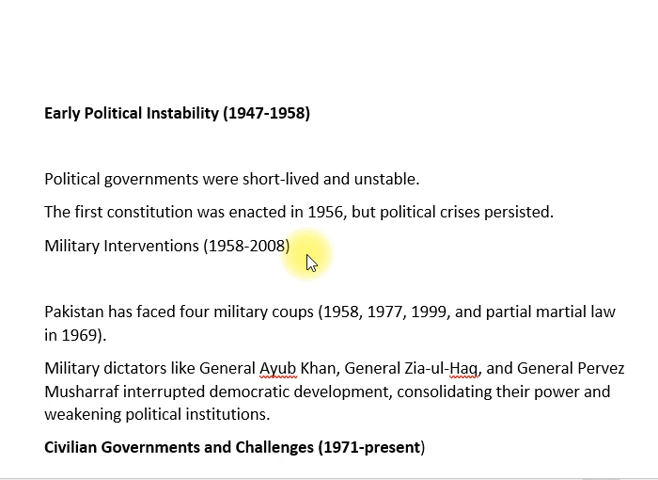 Early Political Instability (1947-1958)
Political governments were short-lived and unstable.
The first constitution was enacted in 1956, but political crises persisted.
Military Interventions (1958-2008)
Pakistan has faced four military coups (1958, 1977, 1999, and partial martial law
in 1969).
Military dictators like General Ayub Khan, General Zia-ul-Haq, and General Pervez
Musharraf interrupted democratic development, consolidating their power and
weakening political institutions.
Civilian Governments and Challenges (1971-present)